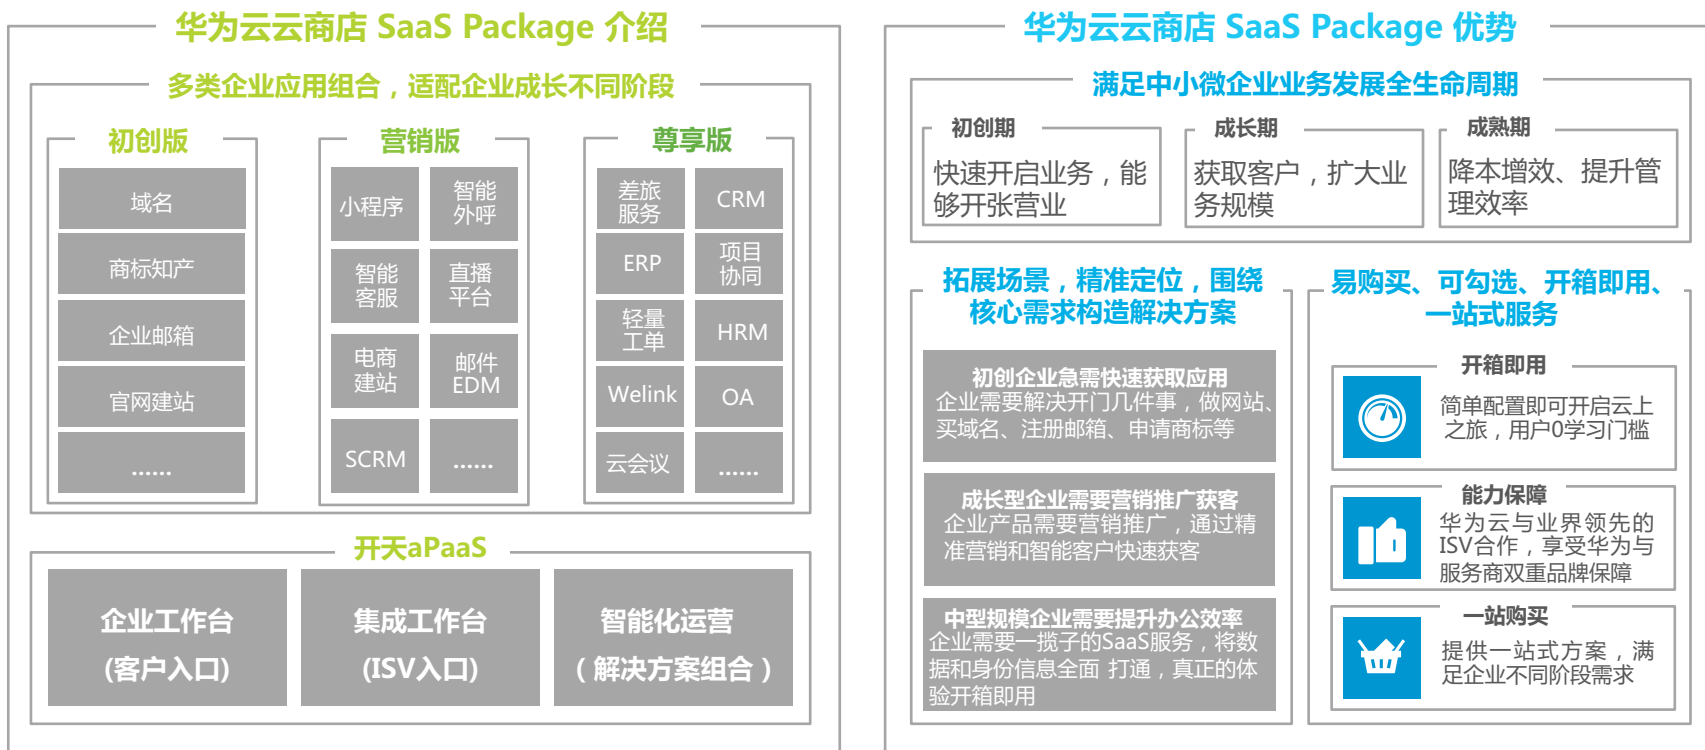 华为云云商店 SaaS Package 介绍
多类企业应用组合，适配企业成长不同阶段
初创版
域名
商标知产
企业邮箱
官网建站
......
营销版
小程序
智能
外呼
智能
客服
直播
平台
电商
建站
邮件
EDM
SCRM
......
尊享版
差旅
服务
CRM
ERP
项目
协同
轻量
工单
HRM
Welink
OA
云会议
......
开天aPaaS
企业工作台
(客户入口)
集成工作台
(ISV入口)
智能化运营
（解决方案组合）
华为云云商店 SaaS Package 优势
满足中小微企业业务发展全生命周期
初创期
快速开启业务，能
够开张营业
成长期
获取客户，扩大业
务规模
成熟期
降本增效、提升管
理效率
拓展场景，精准定位，围绕
核心需求构造解决方案
初创企业急需快速获取应用
企业需要解决开门几件事，做网站、
买域名、注册邮箱、申请商标等
成长型企业需要营销推广获客
企业产品需要营销推广，通过精
准营销和智能客户快速获客
中型规模企业需要提升办公效率
企业需要一揽子的SaaS服务，将数
据和身份信息全面 打通，真正的体
验开箱即用
易购买、可勾选、开箱即用、
一站式服务
开箱即用
简单配置即可开启云上
之旅，用户0学习门槛
能力保障
华为云与业界领先的
ISV合作，享受华为与
服务商双重品牌保障
一站购买
提供一站式方案，满
足企业不同阶段需求